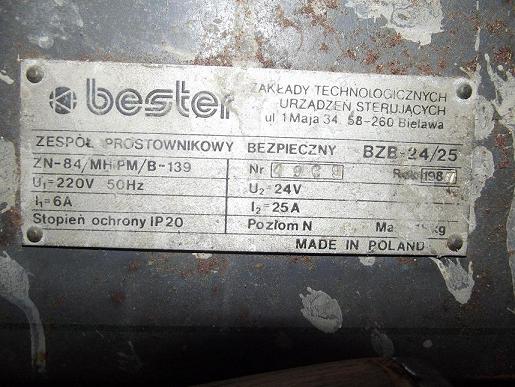 bester
ZAKŁADY TECHNOLOGICZNYCH
URZĄDZEŃ STERUJĄCYCH
ul 1 Maja 34. 58-260 Bielawa
ZESPÓŁ PROSTOWNIKOWY BEZPIECZNY BZB-24/25
ZN-84/MHiPM/B-139 Nr Rok 1987
U₁=220V 50Hz U₂=24V
I₁=6A I₂=25A
Stopień ochrony IP20 Poziom N kg
MADE IN POLAND